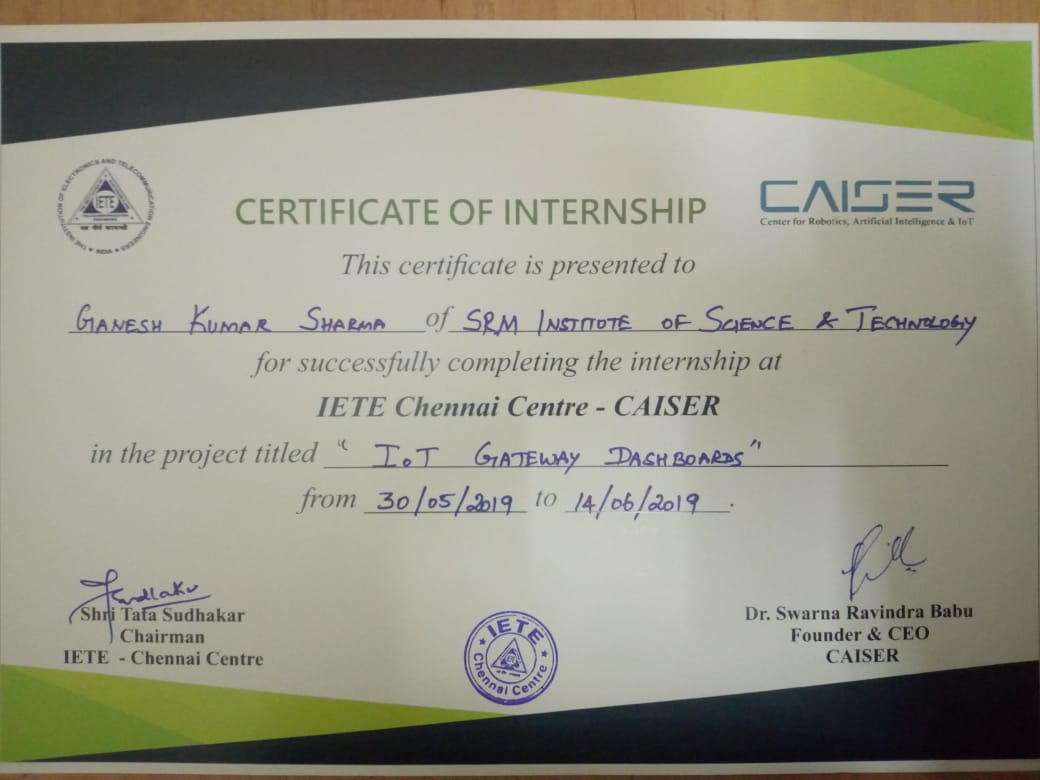 THE INSTITUTION OF ELECTRONICS AND TELECOMMUNICATION ENGINEERS
INDIA
IETE
CAISER
Center for Robotics, Artificial Intelligence & IoT
CERTIFICATE OF INTERNSHIP
This certificate is presented to
GANESH KUMAR SHARMA of SRM INSTITUTE OF SCIENCE & TECHNOLOGY
for successfully completing the internship at
IETE Chennai Centre - CAISER
in the project titled " IoT GATEWAY DASHBOARDS"
from 30/05/2019 to 14/06/2019.
Shri Tata Sudhakar
Chairman
IETE - Chennai Centre
IETE
Chennai Centre
Dr. Swarna Ravindra Babu
Founder & CEO
CAISER